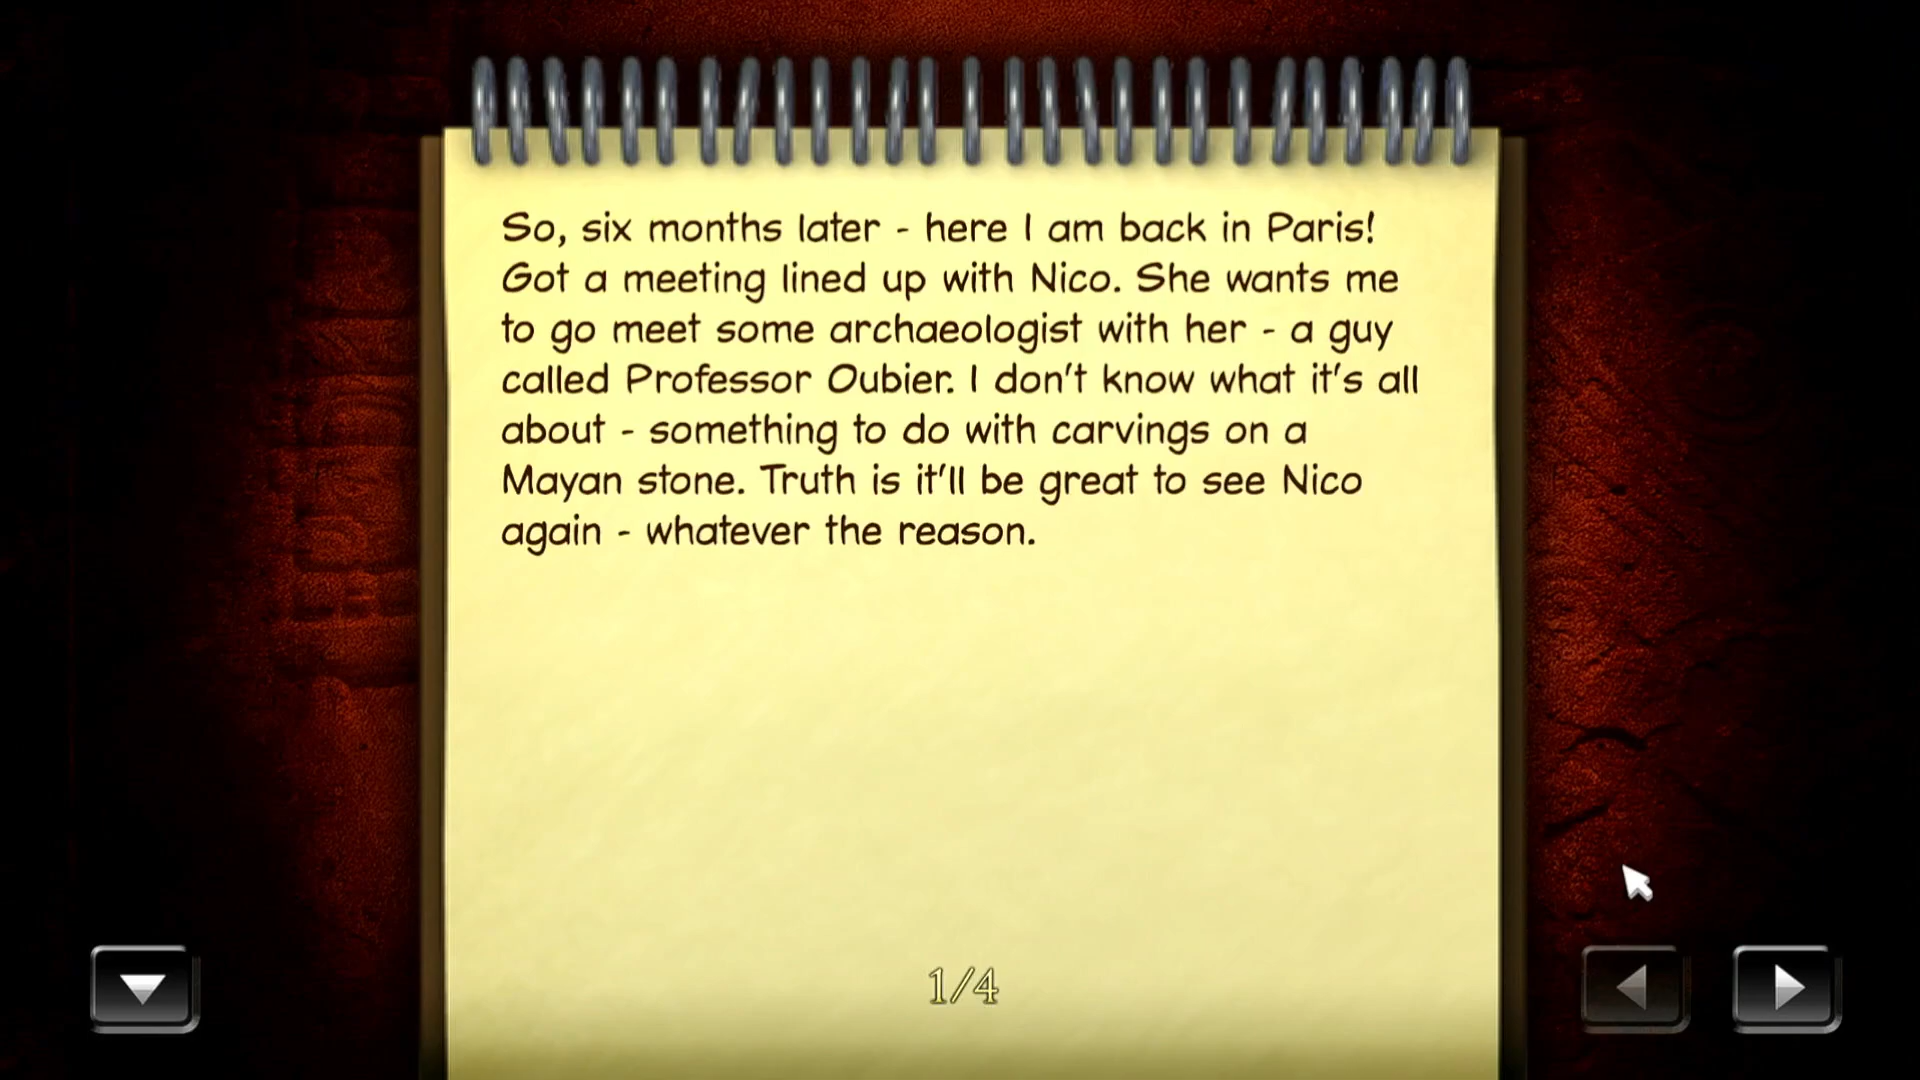 So, six months later - here I am back in Paris!
Got a meeting lined up with Nico. She wants me
to go meet some archaeologist with her - a guy
called Professor Oubier. I don't know what it's all
about - something to do with carvings on a
Mayan stone. Truth is it'll be great to see Nico
again - whatever the reason.
1/4